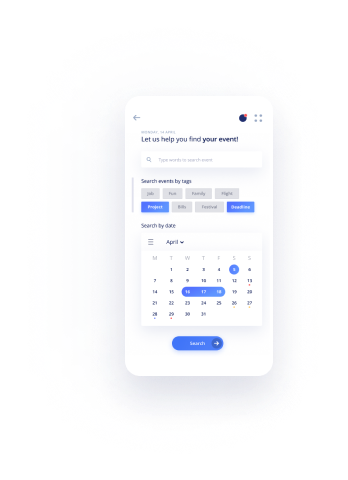 Let us help you find your event!
Type words to search event
Search events by tags
Job Fun Family Flight
Project Bills Festival Deadline
Search by date
April
M T W T F S S
1 2 3 4 5 6
7 8 9 10 11 12 13
14 15 16 17 18 19 20
21 22 23 24 25 26 27
28 29 30 31
Search